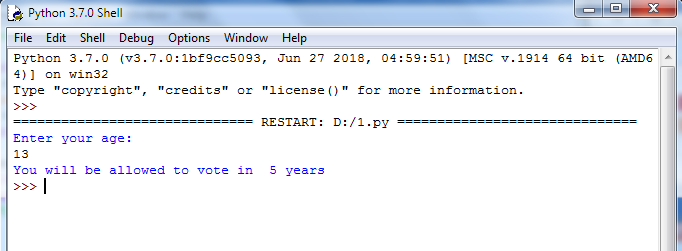 Python 3.7.0 Shell
File Edit Shell Debug Options Window Help
Python 3.7.0 (v3.7.0:1bf9cc5093, Jun 27 2018, 04:59:51) [MSC v.1914 64 bit (AMD6
4)] on win32
Type "copyright", "credits" or "license()" for more information.
>>>
============================== RESTART: D:/1.py ==============================
Enter your age:
13
You will be allowed to vote in  5 years
>>>